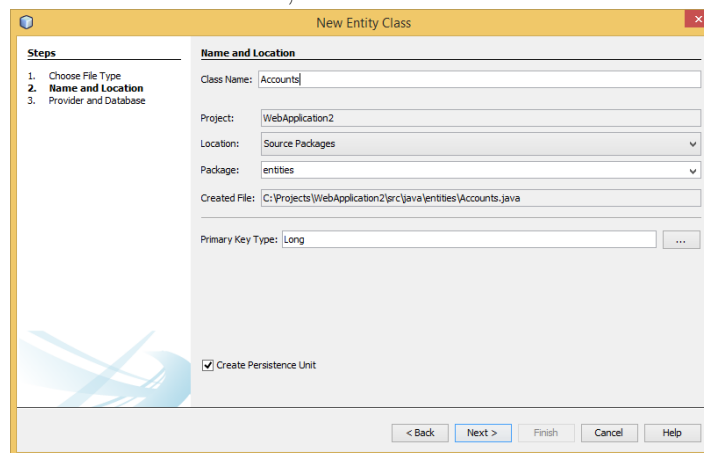 New Entity Class
Steps
1. Choose File Type
2. Name and Location
3. Provider and Database
Name and Location
Class Name: Accounts
Project: WebApplication2
Location: Source Packages
Package: entities
Created File: C:\Projects\WebApplication2\src\java\entities\Accounts.java
Primary Key Type: Long
...
Create Persistence Unit
< Back Next > Finish Cancel Help